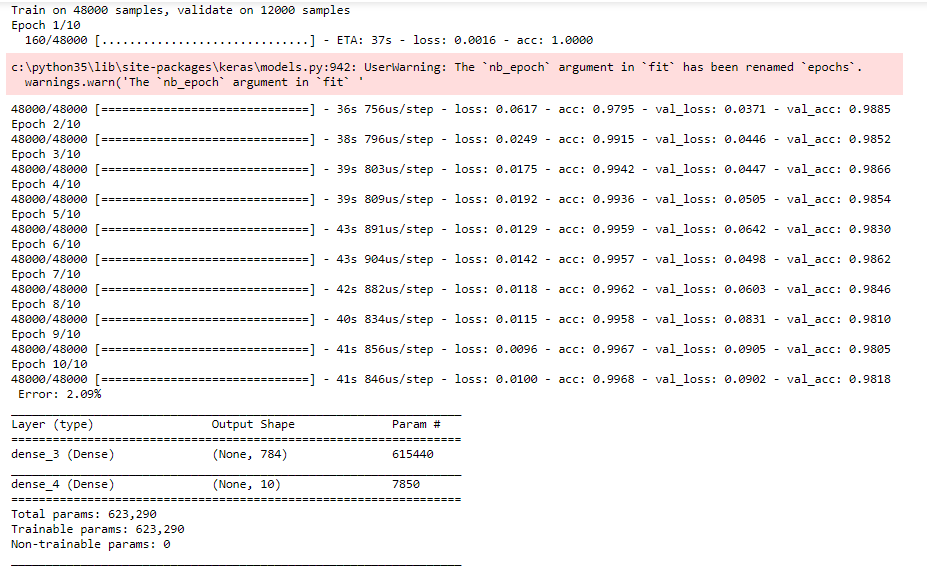 Train on 48000 samples, validate on 12000 samples
Epoch 1/10
160/48000 [..............................] - ETA: 37s - loss: 0.0016 - acc: 1.0000
c:\python35\lib\site-packages\keras\models.py:942: UserWarning: The `nb_epoch` argument in `fit` has been renamed `epochs`.
warnings.warn('The `nb_epoch` argument in `fit` '
48000/48000 [==============================] - 36s 756us/step - loss: 0.0617 - acc: 0.9795 - val_loss: 0.0371 - val_acc: 0.9885
Epoch 2/10
48000/48000 [==============================] - 38s 796us/step - loss: 0.0249 - acc: 0.9915 - val_loss: 0.0446 - val_acc: 0.9852
Epoch 3/10
48000/48000 [==============================] - 39s 803us/step - loss: 0.0175 - acc: 0.9942 - val_loss: 0.0447 - val_acc: 0.9866
Epoch 4/10
48000/48000 [==============================] - 39s 809us/step - loss: 0.0192 - acc: 0.9936 - val_loss: 0.0505 - val_acc: 0.9854
Epoch 5/10
48000/48000 [==============================] - 43s 891us/step - loss: 0.0129 - acc: 0.9959 - val_loss: 0.0642 - val_acc: 0.9830
Epoch 6/10
48000/48000 [==============================] - 43s 904us/step - loss: 0.0142 - acc: 0.9957 - val_loss: 0.0498 - val_acc: 0.9862
Epoch 7/10
48000/48000 [==============================] - 42s 882us/step - loss: 0.0118 - acc: 0.9962 - val_loss: 0.0603 - val_acc: 0.9846
Epoch 8/10
48000/48000 [==============================] - 40s 834us/step - loss: 0.0115 - acc: 0.9958 - val_loss: 0.0831 - val_acc: 0.9810
Epoch 9/10
48000/48000 [==============================] - 41s 856us/step - loss: 0.0096 - acc: 0.9967 - val_loss: 0.0905 - val_acc: 0.9805
Epoch 10/10
48000/48000 [==============================] - 41s 846us/step - loss: 0.0100 - acc: 0.9968 - val_loss: 0.0902 - val_acc: 0.9818
Error: 2.09%
_________________________________________________________________
Layer (type) Output Shape Param #
=================================================================
dense_3 (Dense) (None, 784) 615440
_________________________________________________________________
dense_4 (Dense) (None, 10) 7850
=================================================================
Total params: 623,290
Trainable params: 623,290
Non-trainable params: 0
_________________________________________________________________